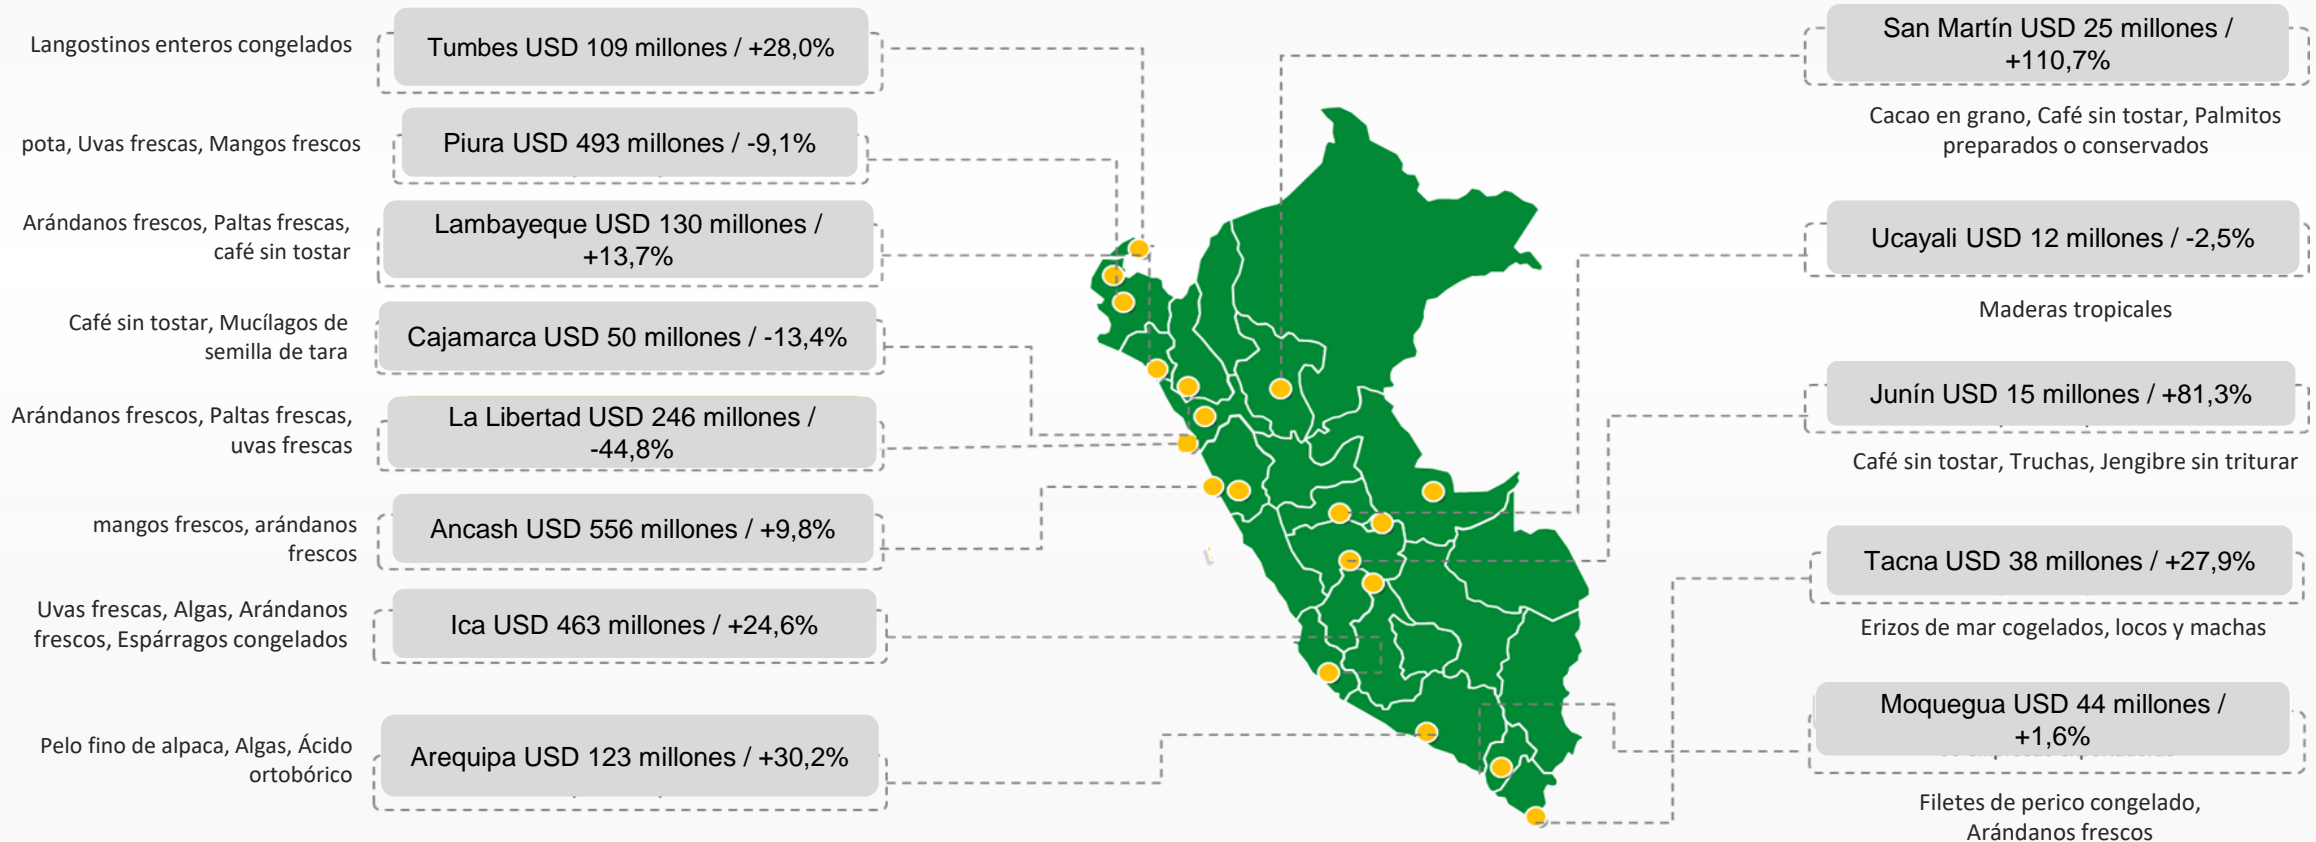 Langostinos enteros congelados
Tumbes USD 109 millones / +28,0%
pota, Uvas frescas, Mangos frescos
Piura USD 493 millones / -9,1%
Arándanos frescos, Paltas frescas,
café sin tostar
Lambayeque USD 130 millones /
+13,7%
Café sin tostar, Mucílagos de
semilla de tara
Cajamarca USD 50 millones / -13,4%
Arándanos frescos, Paltas frescas,
uvas frescas
La Libertad USD 246 millones /
-44,8%
mangos frescos, arándanos
frescos
Ancash USD 556 millones / +9,8%
Uvas frescas, Algas, Arándanos
frescos, Espárragos congelados
Ica USD 463 millones / +24,6%
Pelo fino de alpaca, Algas, Ácido
ortobórico
Arequipa USD 123 millones / +30,2%
San Martín USD 25 millones /
+110,7%
Cacao en grano, Café sin tostar, Palmitos
preparados o conservados
Ucayali USD 12 millones / -2,5%
Maderas tropicales
Junín USD 15 millones / +81,3%
Café sin tostar, Truchas, Jengibre sin triturar
Tacna USD 38 millones / +27,9%
Erizos de mar cogelados, locos y machas
Moquegua USD 44 millones /
+1,6%
Filetes de perico congelado,
Arándanos frescos